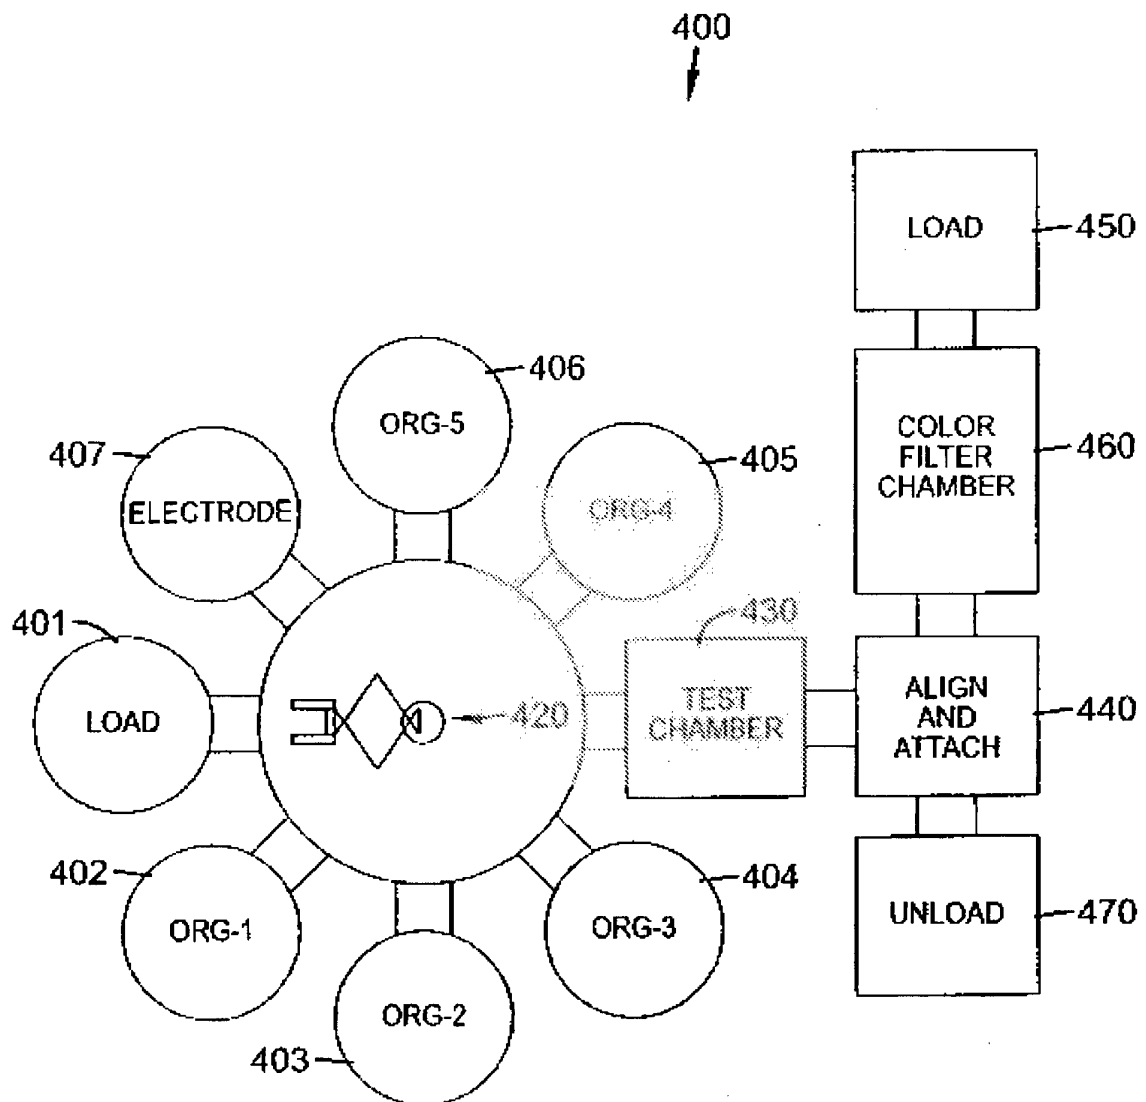 400
LOAD
450
406
ORG-5
COLOR
FILTER
CHAMBER
460
407
405
ELECTRODE
ORG-4
401
430
LOAD
420
TEST
CHAMBER
ALIGN
AND
ATTACH
440
402
404
ORG-1
ORG-3
UNLOAD
470
ORG-2
403